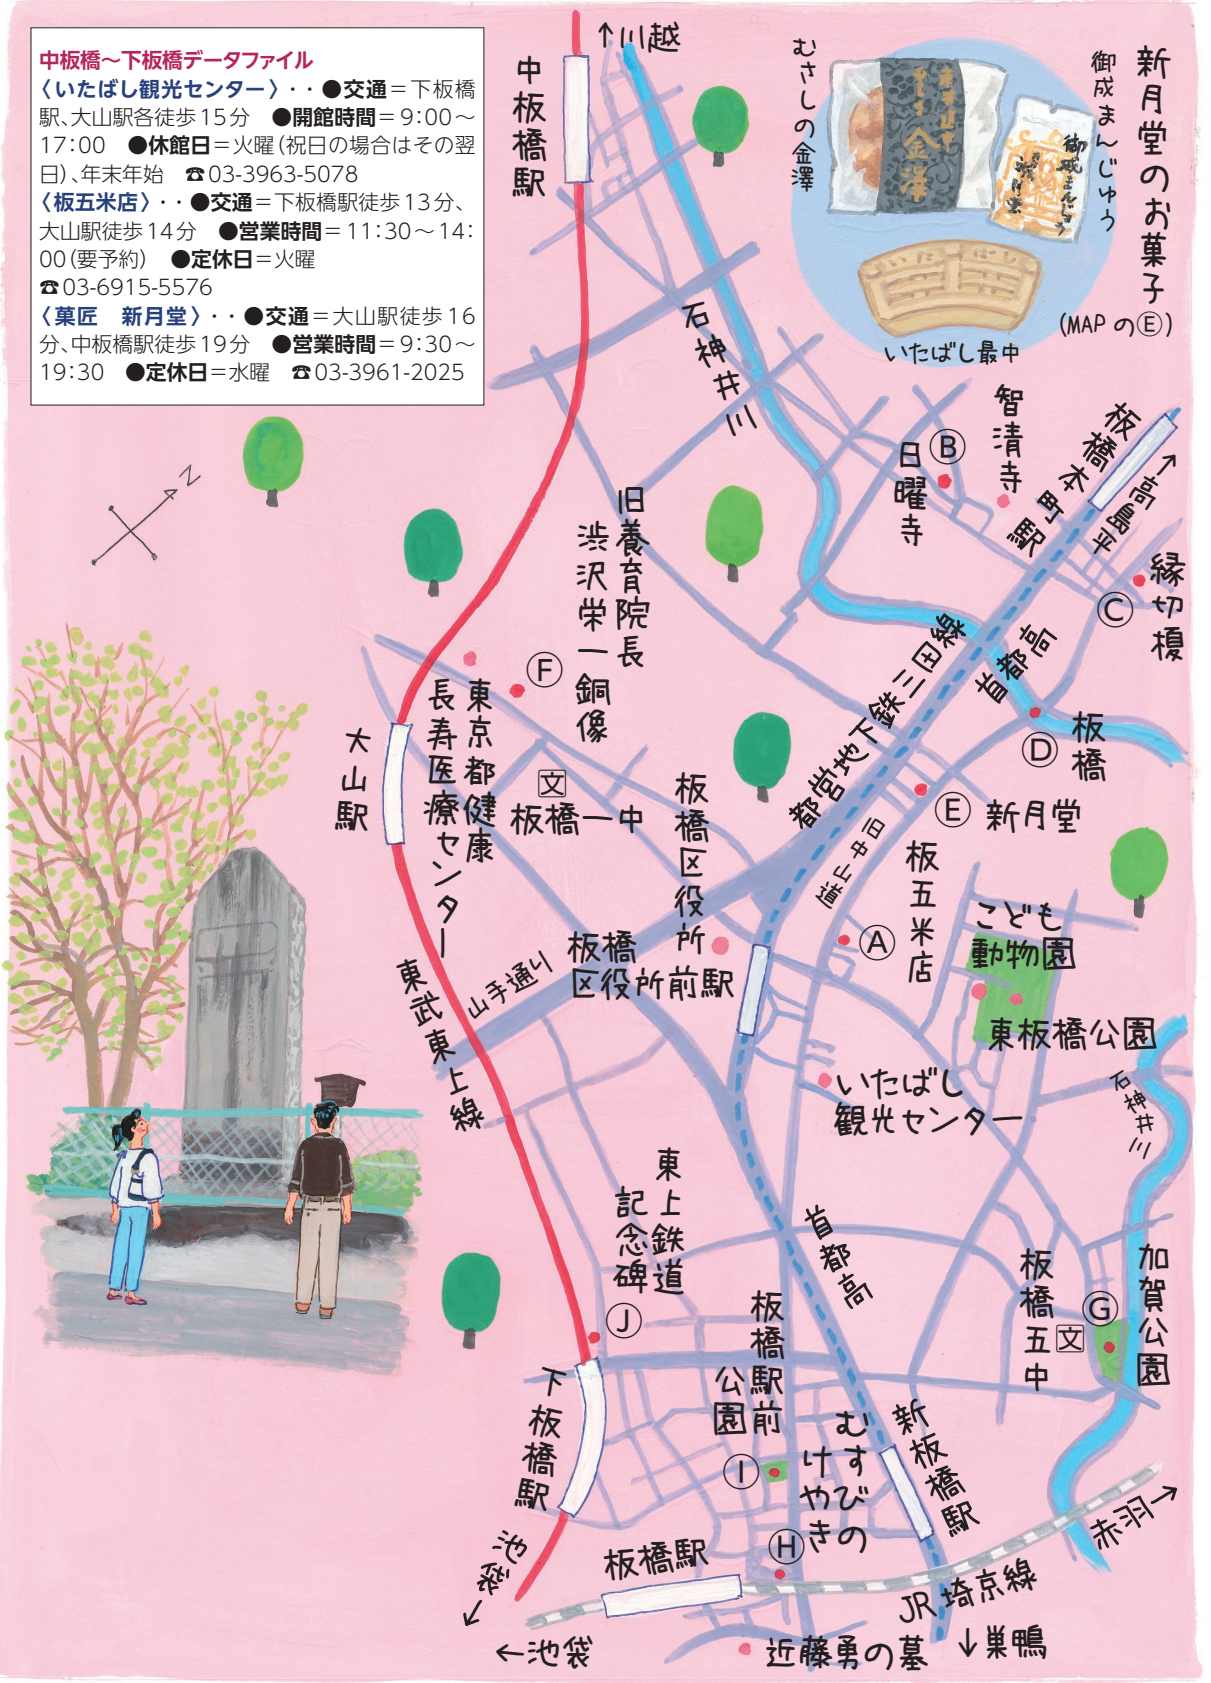 中板橋～下板橋データファイル
〈いたばし観光センター〉‥●交通＝下板橋
駅、大山駅各徒歩15分　●開館時間＝9:00～
17:00　●休館日＝火曜(祝日の場合はその翌
日)、年末年始　☎03-3963-5078
〈板五米店〉‥●交通＝下板橋駅徒歩13分、
大山駅徒歩14分　●営業時間＝11:30～14:
00(要予約)　●定休日＝火曜
☎03-6915-5576
〈菓匠　新月堂〉‥●交通＝大山駅徒歩16
分、中板橋駅徒歩19分　●営業時間＝9:30～
19:30　●定休日＝水曜　☎03-3961-2025
↑川越
中板橋駅
新月堂のお菓子
(MAPのⒺ)
御成まんじゅう
むさしの金澤
金澤
御成まんじゅう
いたばし最中
石神井川
智清寺
Ⓑ
日曜寺
板橋本町駅
↑高島平
縁切榎
Ⓒ
N
旧養育院長
渋沢栄一銅像
Ⓕ
都営地下鉄三田線
首都高
板橋
Ⓓ
東京都健康
長寿医療センター
大山駅
文
板橋一中
Ⓔ
新月堂
旧中山道
板橋区役所
板五米店
Ⓐ
こども
動物園
板橋
区役所前駅
山手通り
東武東上線
東板橋公園
いたばし
観光センター
石神井川
東上鉄道
記念碑
Ⓙ
首都高
板橋五中
文
Ⓖ
加賀公園
下板橋駅
板橋駅前
公園
Ⓘ
むすびの
けやき
Ⓗ
新板橋駅
池袋
←
板橋駅
赤羽→
JR埼京線
←池袋
近藤勇の墓
↓巣鴨